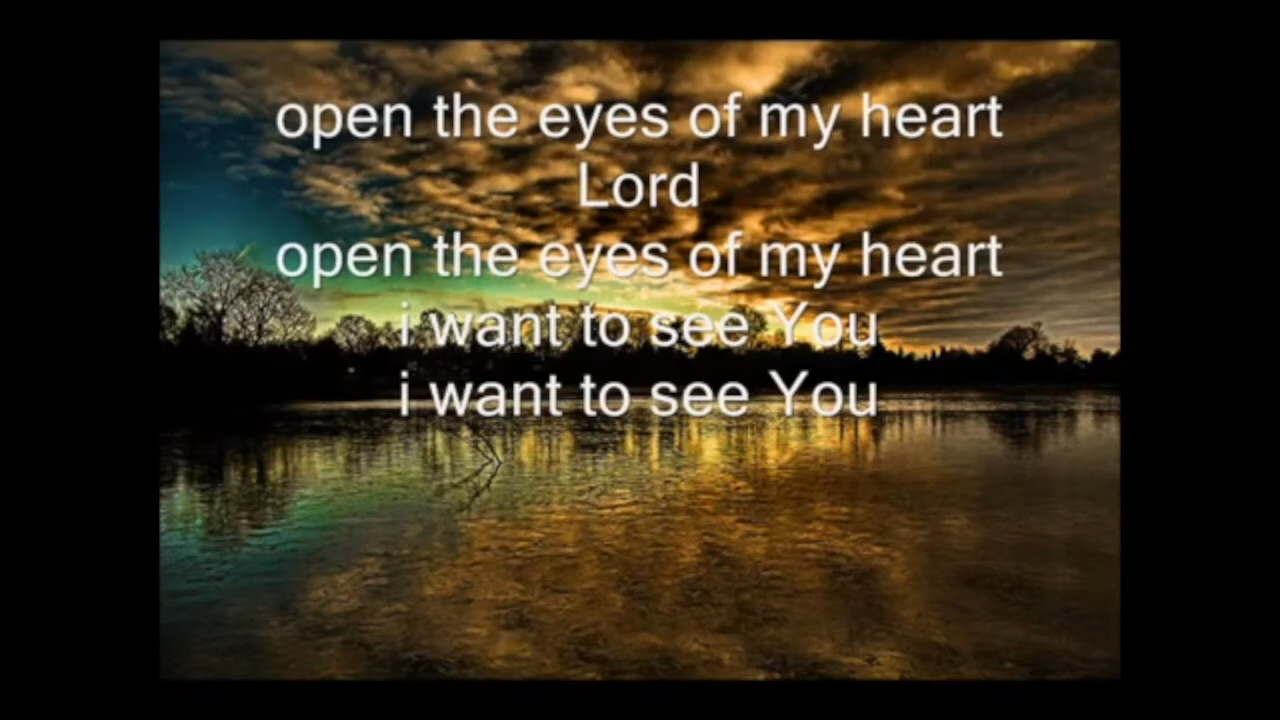 open the eyes of my heart
Lord
open the eyes of my heart
i want to see You
i want to see You